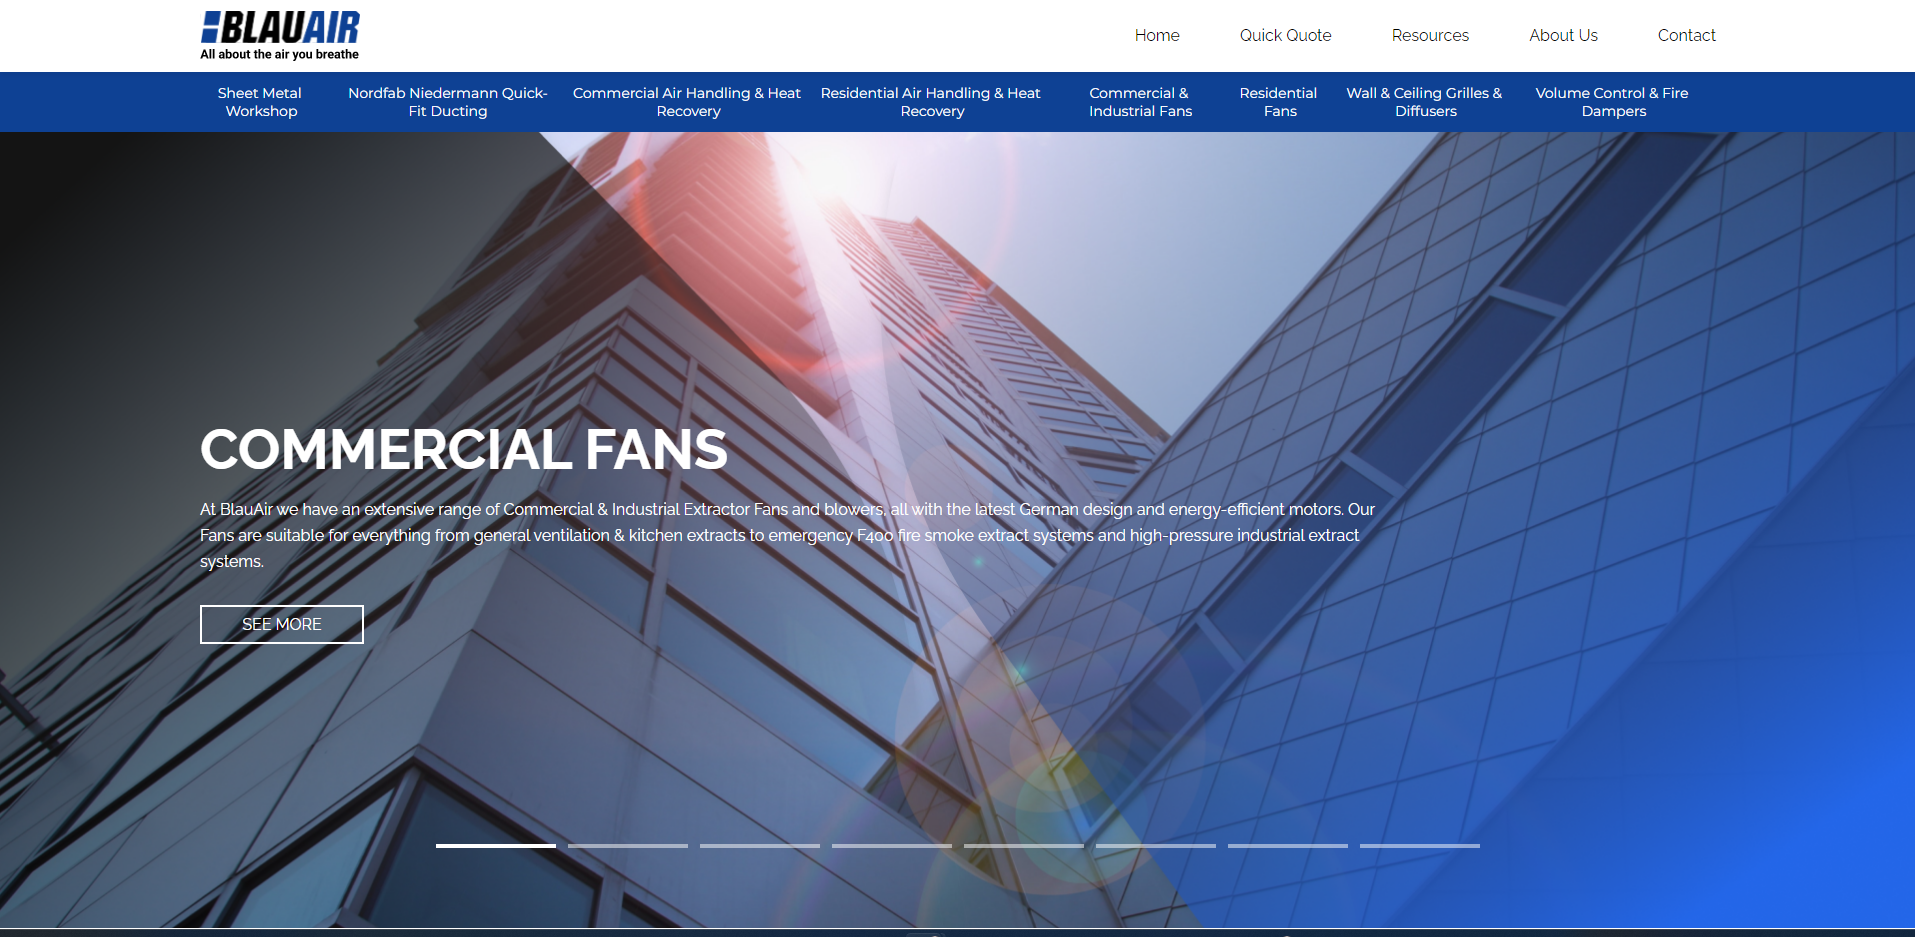 BLAUAIR
All about the air you breathe
Home
Quick Quote
Resources
About Us
Contact
Sheet Metal
Workshop
Nordfab Niedermann Quick-
Fit Ducting
Commercial Air Handling & Heat
Recovery
Residential Air Handling & Heat
Recovery
Commercial &
Industrial Fans
Residential
Fans
Wall & Ceiling Grilles &
Diffusers
Volume Control & Fire
Dampers
COMMERCIAL FANS
At BlauAir we have an extensive range of Commercial & Industrial Extractor Fans and blowers, all with the latest German design and energy-efficient motors. Our
Fans are suitable for everything from general ventilation & kitchen extracts to emergency F400 fire smoke extract systems and high-pressure industrial extract
systems.
SEE MORE